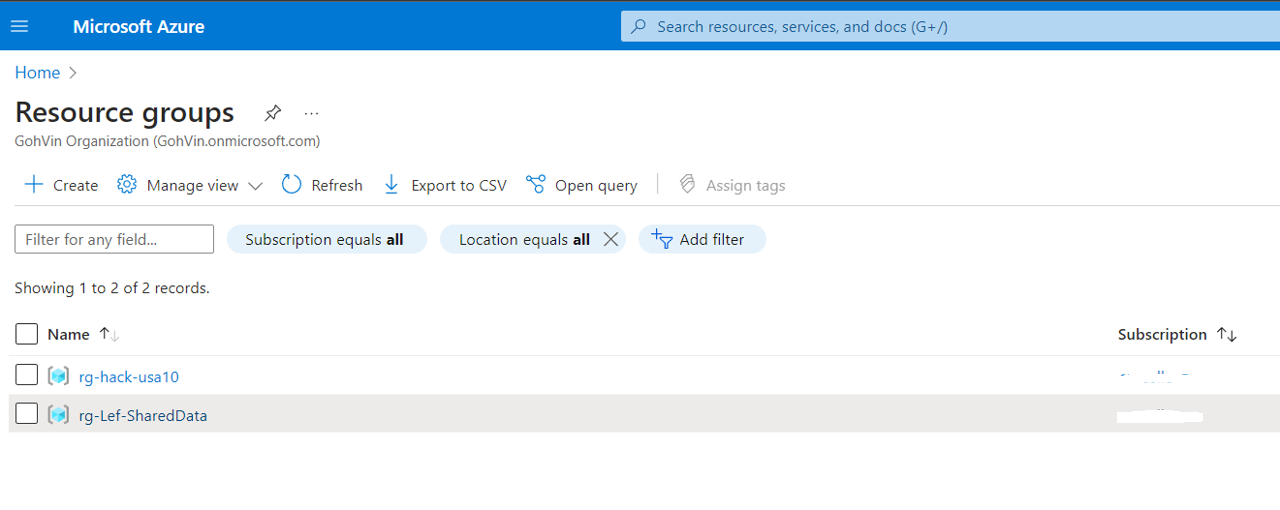 Microsoft Azure
Search resources, services, and docs (G+/)
Home
Resource groups
GohVin Organization (GohVin.onmicrosoft.com)
Create Manage view Refresh Export to CSV Open query Assign tags
Filter for any field... Subscription equals all Location equals all Add filter
Showing 1 to 2 of 2 records.
Name Subscription
rg-hack-usa10
rg-Lef-SharedData